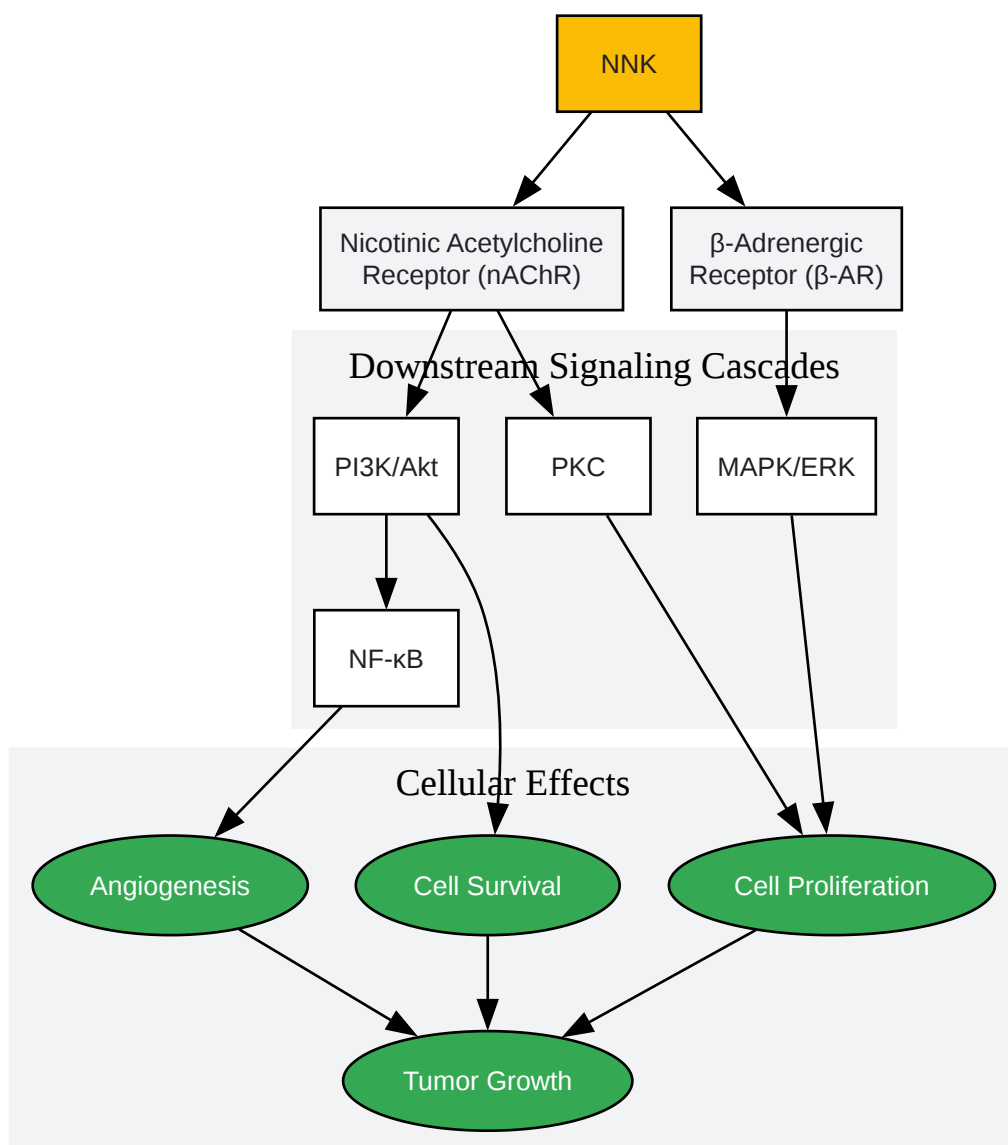 NNK
Nicotinic Acetylcholine
Receptor (nAChR)
β-Adrenergic
Receptor (β-AR)
Downstream Signaling Cascades
PI3K/Akt
PKC
MAPK/ERK
NF-κB
Cellular Effects
Angiogenesis
Cell Survival
Cell Proliferation
Tumor Growth